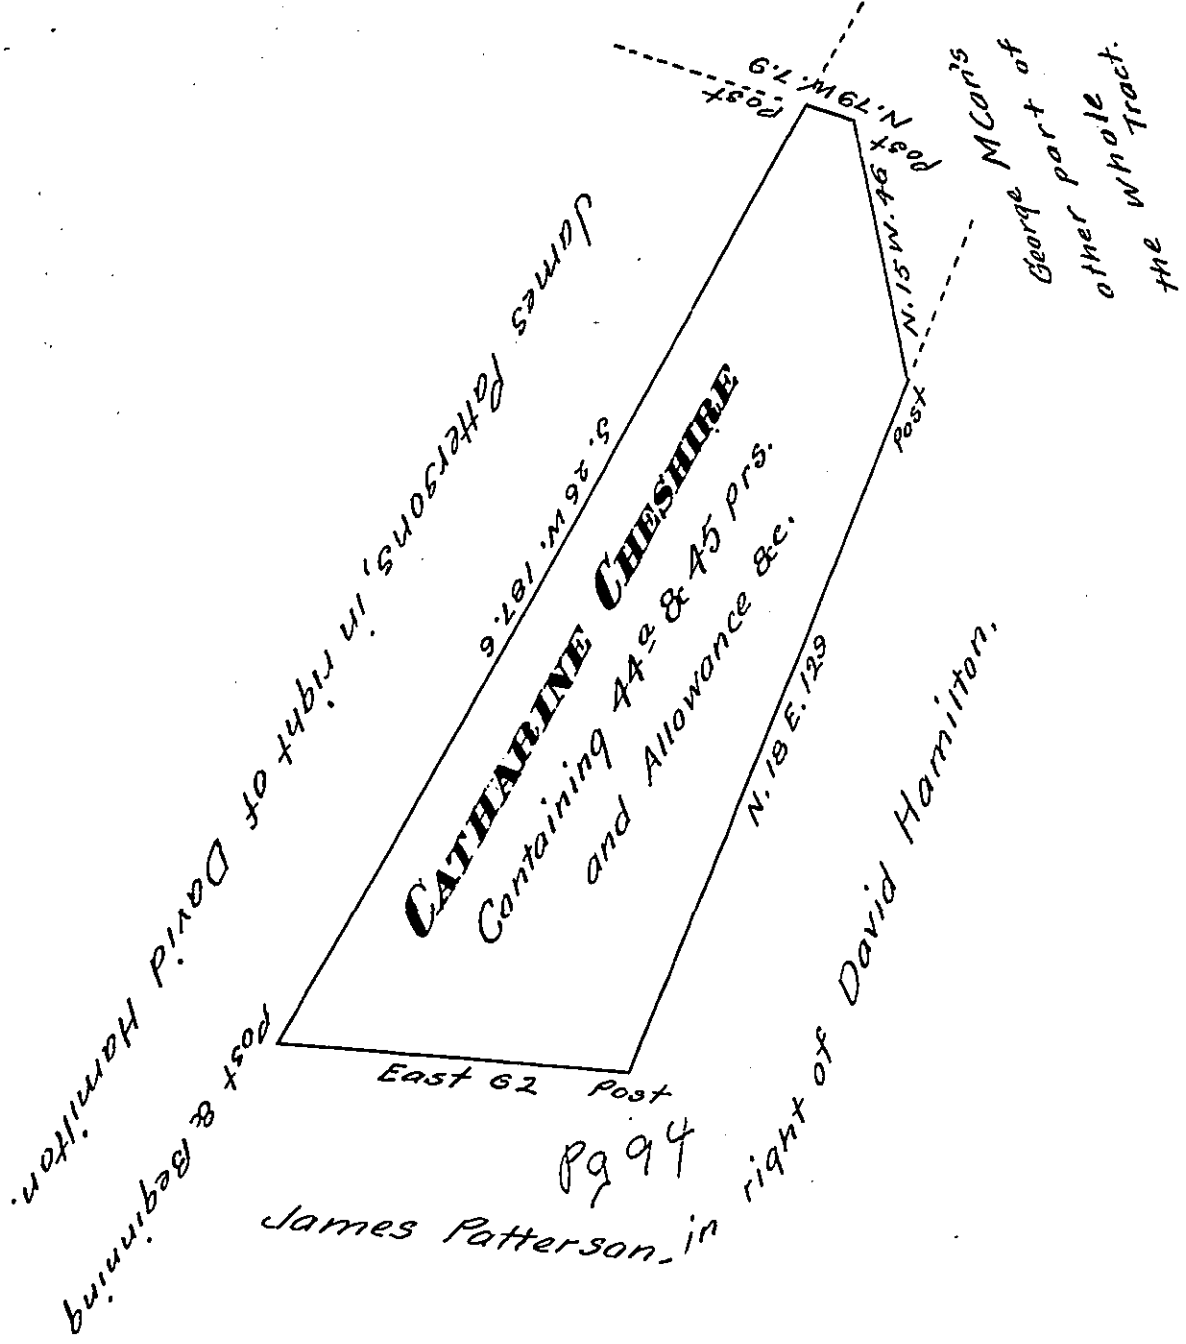 James Pattersons, in right of David Hamilton.
Post & Beginning
S. 26 W. 187.6
Post
N. 79 W. 7.9
Post
N. 15 W. 46
George MCan's
other part of
the whole
Tract.
CATHARINE CHESHIRE
Containing 44a & 45 prs.
and Allowance &c.
Post
N. 18 E. 129
East 62
Post
Pg 94
James Patterson, in right of David Hamilton.